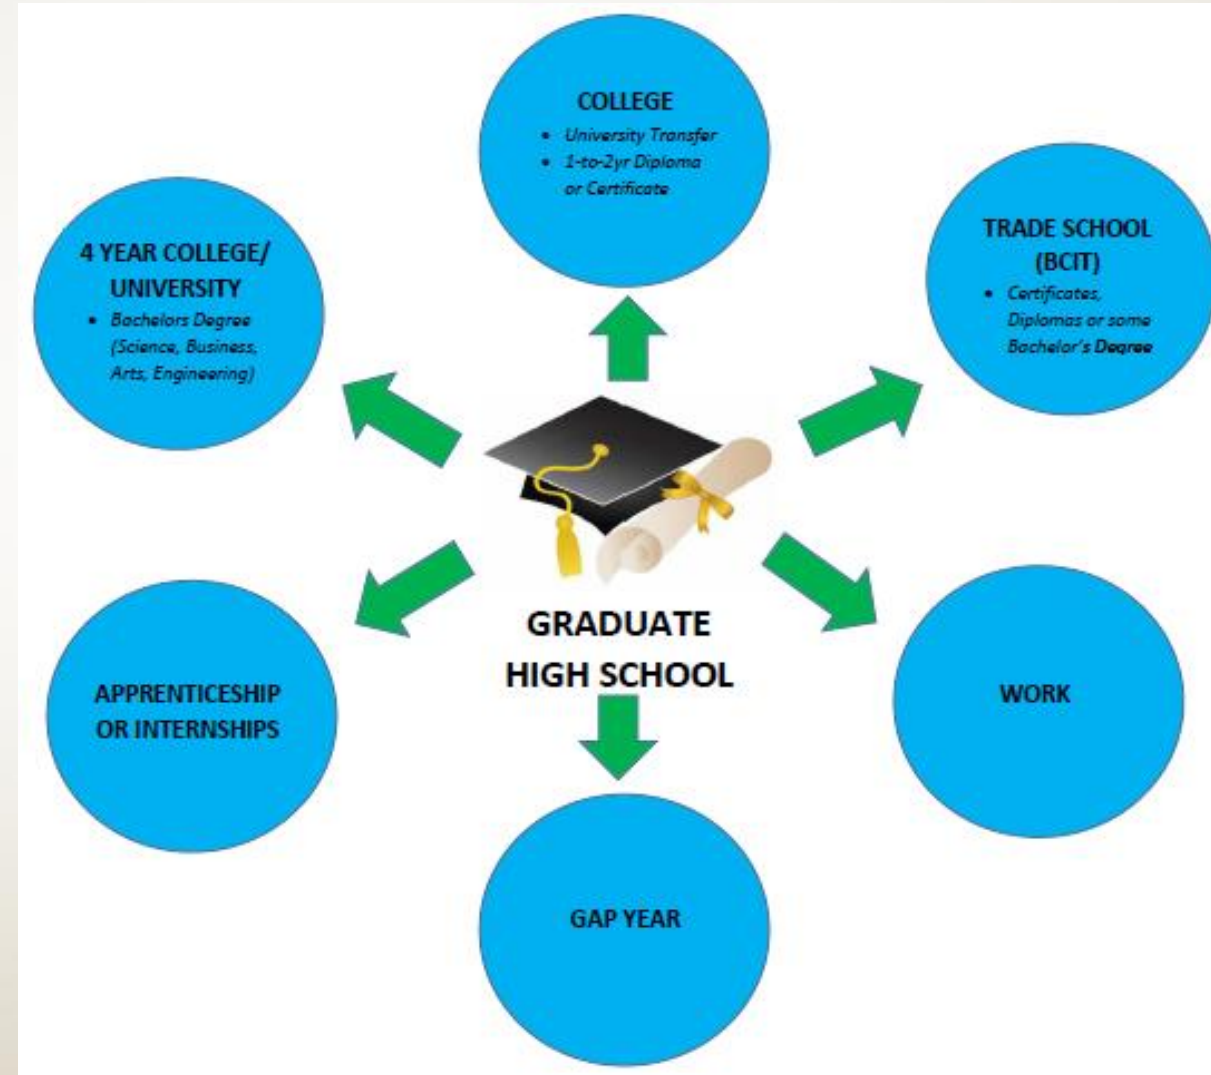 COLLEGE
• University Transfer
• 1-to-2yr Diploma
or Certificate
4 YEAR COLLEGE/
UNIVERSITY
• Bachelors Degree
(Science, Business,
Arts, Engineering)
TRADE SCHOOL
(BCIT)
• Certificates,
Diplomas or some
Bachelor's Degree
GRADUATE
HIGH SCHOOL
APPRENTICESHIP
OR INTERNSHIPS
WORK
GAP YEAR